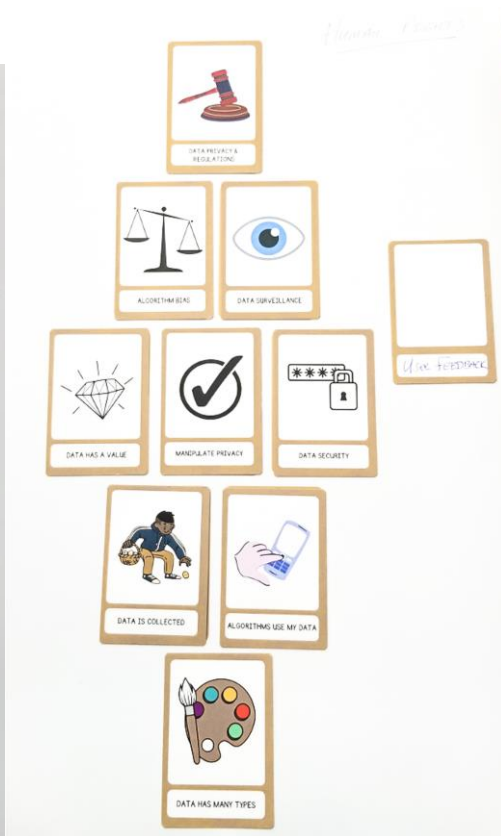 DATA PRIVACY &
REGULATIONS
ALGORITHM BIAS
DATA SURVEILLANCE
FEEDBACK
DATA HAS A VALUE
MANIPULATE PRIVACY
DATA SECURITY
DATA IS COLLECTED
ALGORITHMS USE MY DATA
DATA HAS MANY TYPES